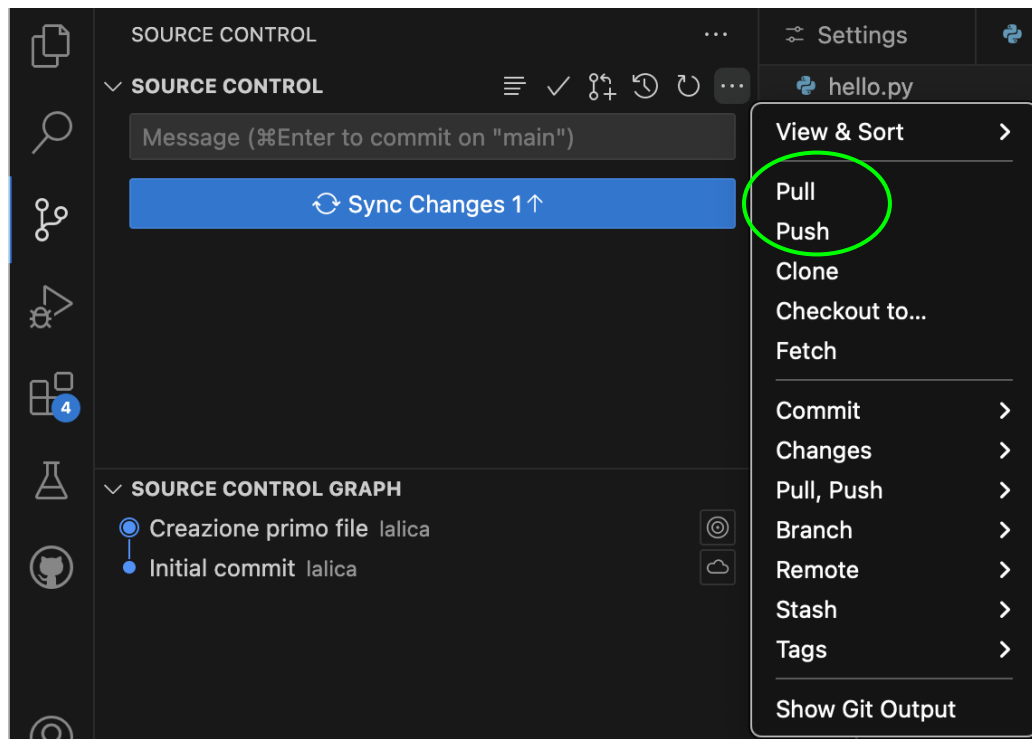 SOURCE CONTROL
SOURCE CONTROL
Message (⌘Enter to commit on "main")
Sync Changes 1↑
4
SOURCE CONTROL GRAPH
Creazione primo file lalica
Initial commit lalica
Settings
hello.py
View & Sort
Pull
Push
Clone
Checkout to...
Fetch
Commit
Changes
Pull, Push
Branch
Remote
Stash
Tags
Show Git Output